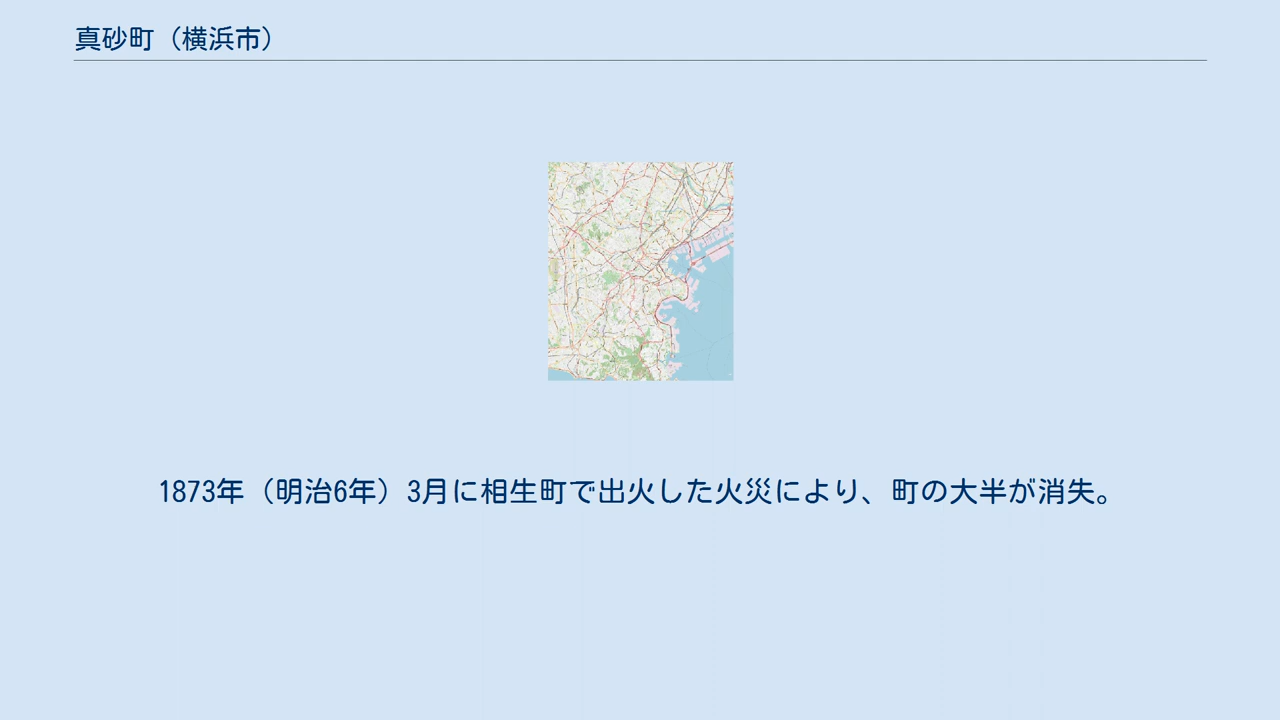 真砂町（横浜市）
1873年（明治6年）3月に相生町で出火した火災により、町の大半が消失。